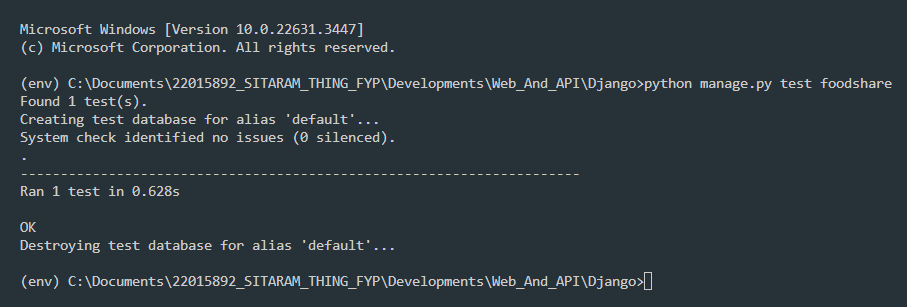 Microsoft Windows [Version 10.0.22631.3447]
(c) Microsoft Corporation. All rights reserved.
(env) C:\Documents\22015892_SITARAM_THING_FYP\Developments\Web_And_API\Django>python manage.py test foodshare
Found 1 test(s).
Creating test database for alias 'default'...
System check identified no issues (0 silenced).
.
----------------------------------------------------------------------
Ran 1 test in 0.628s
OK
Destroying test database for alias 'default'...
(env) C:\Documents\22015892_SITARAM_THING_FYP\Developments\Web_And_API\Django>